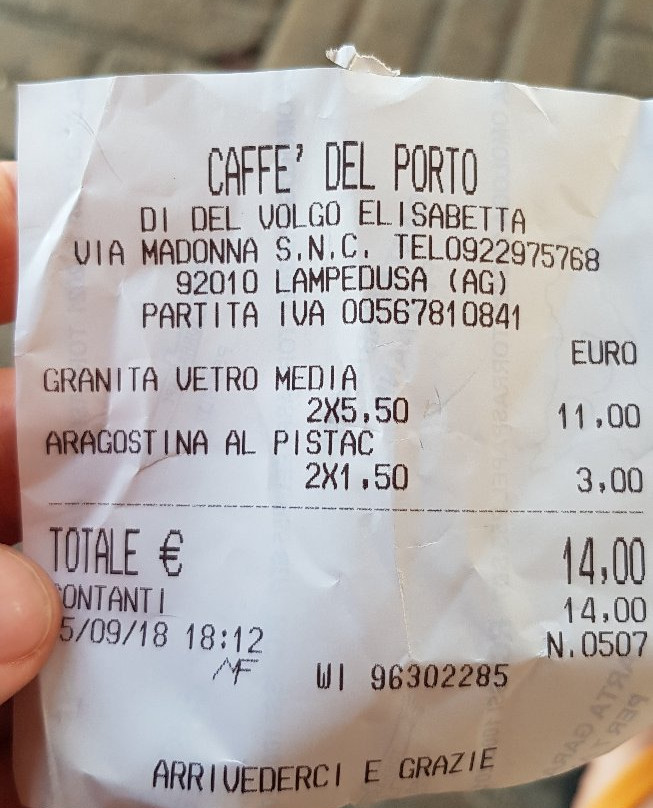 CAFFE' DEL PORTO
DI DEL VOLGO ELISABETTA
VIA MADONNA S.N.C. TEL0922975768
92010 LAMPEDUSA (AG)
PARTITA IVA 00567810841
EURO
GRANITA VETRO MEDIA
2X5,50 11,00
ARAGOSTINA AL PISTAC
2X1,50 3,00
TOTALE € 14,00
CONTANTI 14,00
5/09/18 18:12 N.0507
MF WI 96302285
ARRIVEDERCI E GRAZIE